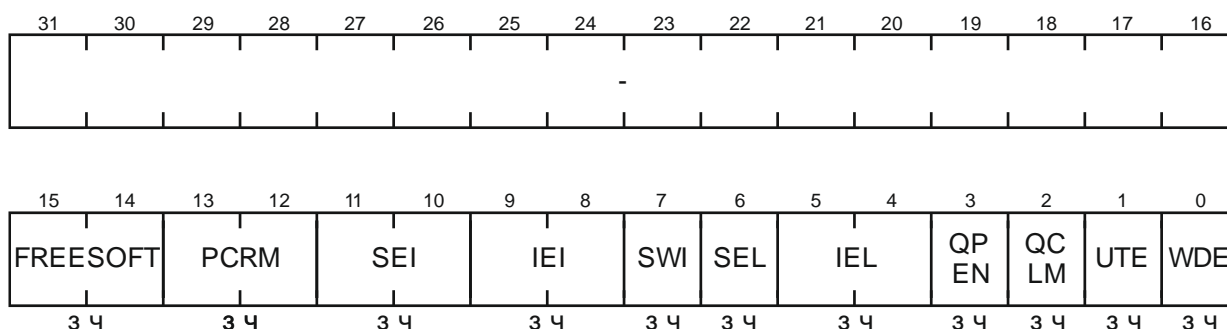 31 30 29 28 27 26 25 24 23 22 21 20 19 18 17 16
-
15 14 13 12 11 10 9 8 7 6 5 4 3 2 1 0
FREESOFT PCRM SEI IEI SWI SEL IEL QP EN QC LM UTE WDE
З Ч З Ч З Ч З Ч З Ч З Ч З Ч З Ч З Ч З Ч З Ч